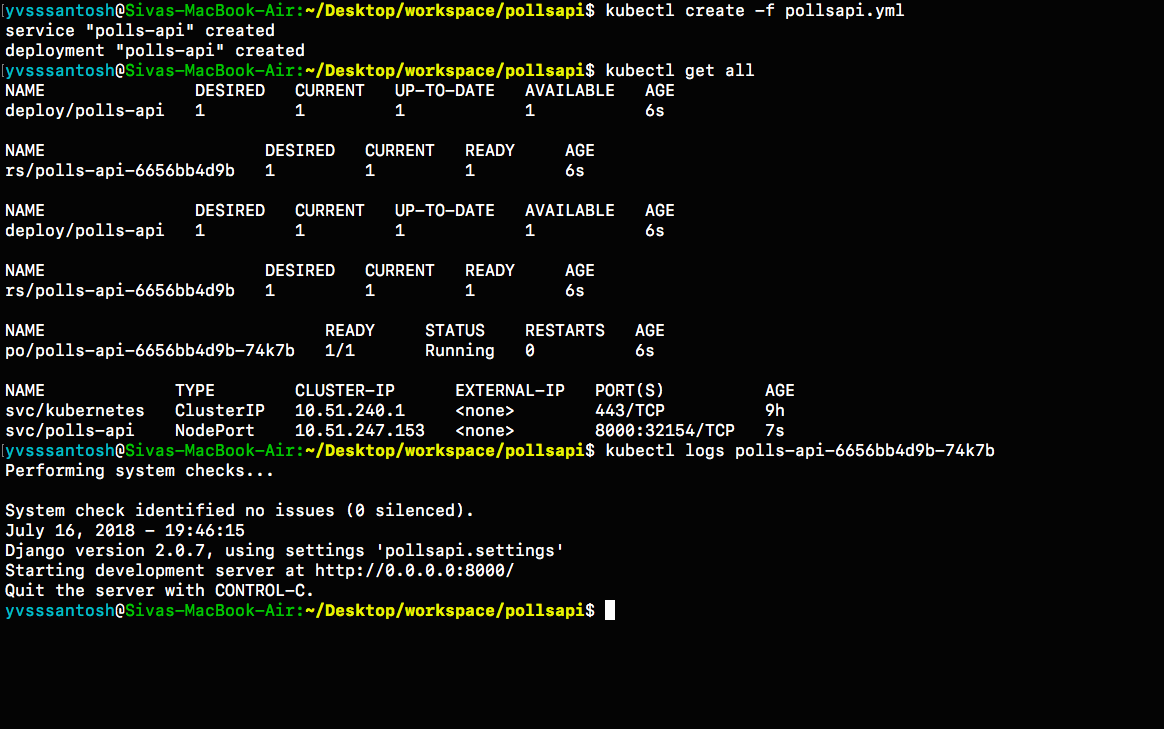 yvsssantosh@Sivas-MacBook-Air:~/Desktop/workspace/pollsapi$ kubectl create -f pollsapi.yml
service "polls-api" created
deployment "polls-api" created
yvsssantosh@Sivas-MacBook-Air:~/Desktop/workspace/pollsapi$ kubectl get all
NAME               DESIRED   CURRENT   UP-TO-DATE   AVAILABLE   AGE
deploy/polls-api   1         1         1            1           6s

NAME                      DESIRED   CURRENT   READY     AGE
rs/polls-api-6656bb4d9b   1         1         1         6s

NAME               DESIRED   CURRENT   UP-TO-DATE   AVAILABLE   AGE
deploy/polls-api   1         1         1            1           6s

NAME                      DESIRED   CURRENT   READY     AGE
rs/polls-api-6656bb4d9b   1         1         1         6s

NAME                            READY     STATUS    RESTARTS   AGE
po/polls-api-6656bb4d9b-74k7b   1/1       Running   0          6s

NAME             TYPE        CLUSTER-IP      EXTERNAL-IP   PORT(S)          AGE
svc/kubernetes   ClusterIP   10.51.240.1     <none>        443/TCP          9h
svc/polls-api    NodePort    10.51.247.153   <none>        8000:32154/TCP   7s
yvsssantosh@Sivas-MacBook-Air:~/Desktop/workspace/pollsapi$ kubectl logs polls-api-6656bb4d9b-74k7b
Performing system checks...

System check identified no issues (0 silenced).
July 16, 2018 - 19:46:15
Django version 2.0.7, using settings 'pollsapi.settings'
Starting development server at http://0.0.0.0:8000/
Quit the server with CONTROL-C.
yvsssantosh@Sivas-MacBook-Air:~/Desktop/workspace/pollsapi$